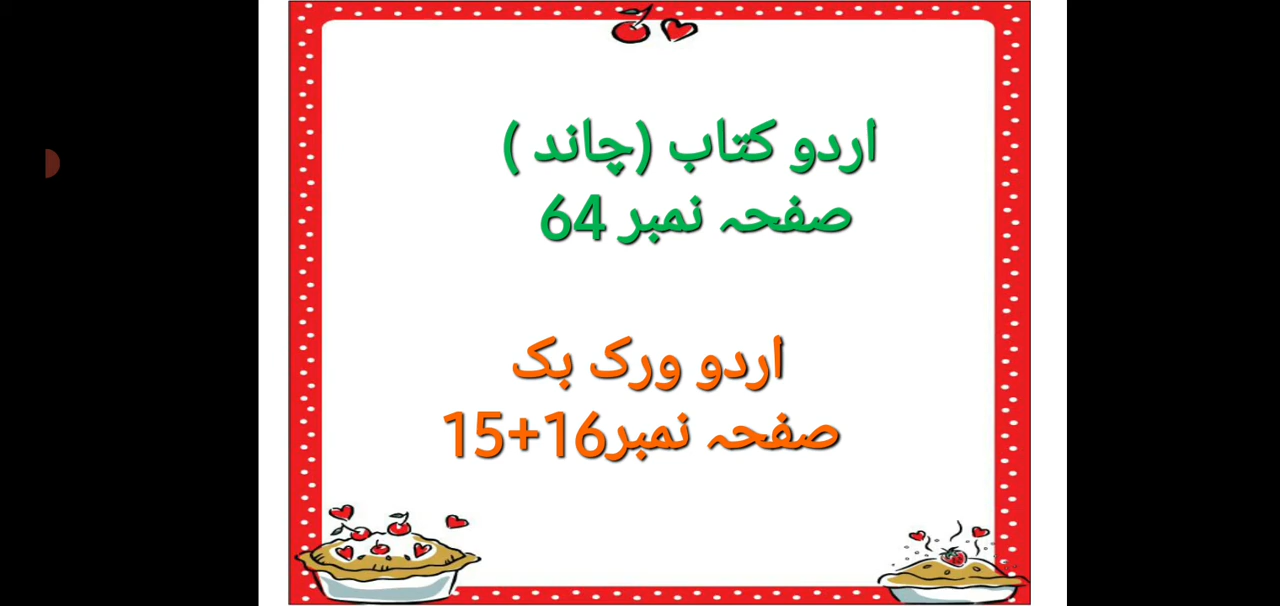 اردو کتاب (چاند )
صفحہ نمبر 64
اردو ورک بک
صفحہ نمبر16+15